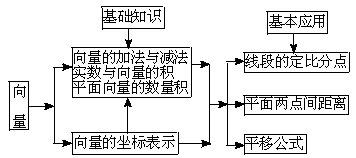 基础知识
基本应用
向量的加法与减法
实数与向量的积
平面向量的数量积
线段的定比分点
向
量
平面两点间距离
向量的坐标表示
平移公式